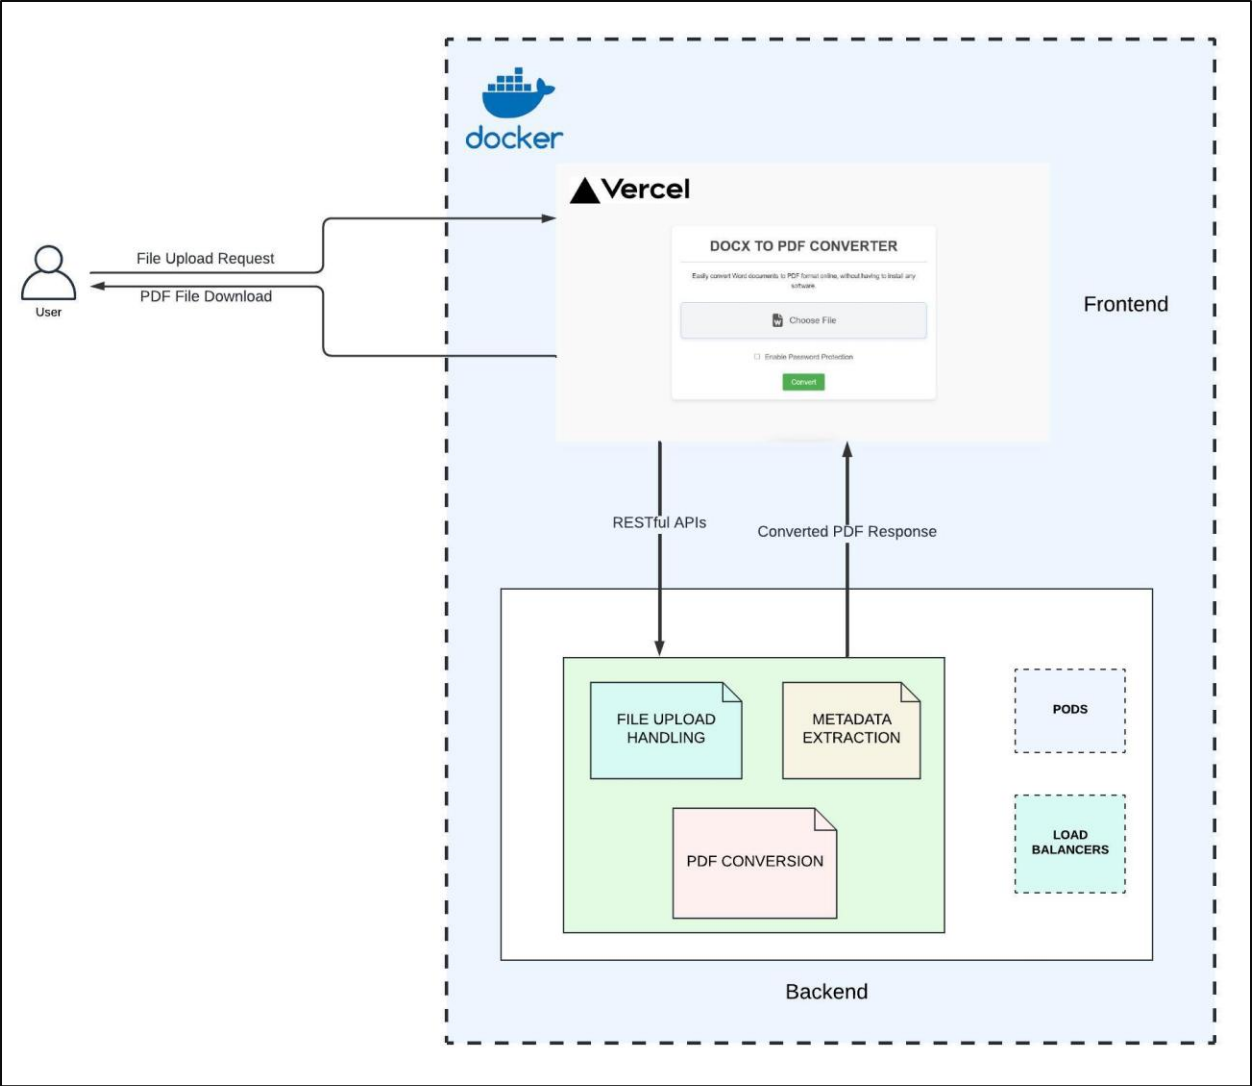 docker
Vercel
DOCX TO PDF CONVERTER
Easily convert Word documents to PDF format online, without having to install any
software.
Choose File
Enable Password Protection
Convert
Frontend
File Upload Request
PDF File Download
User
RESTful APIs
Converted PDF Response
FILE UPLOAD
HANDLING
METADATA
EXTRACTION
PDF CONVERSION
PODS
LOAD
BALANCERS
Backend